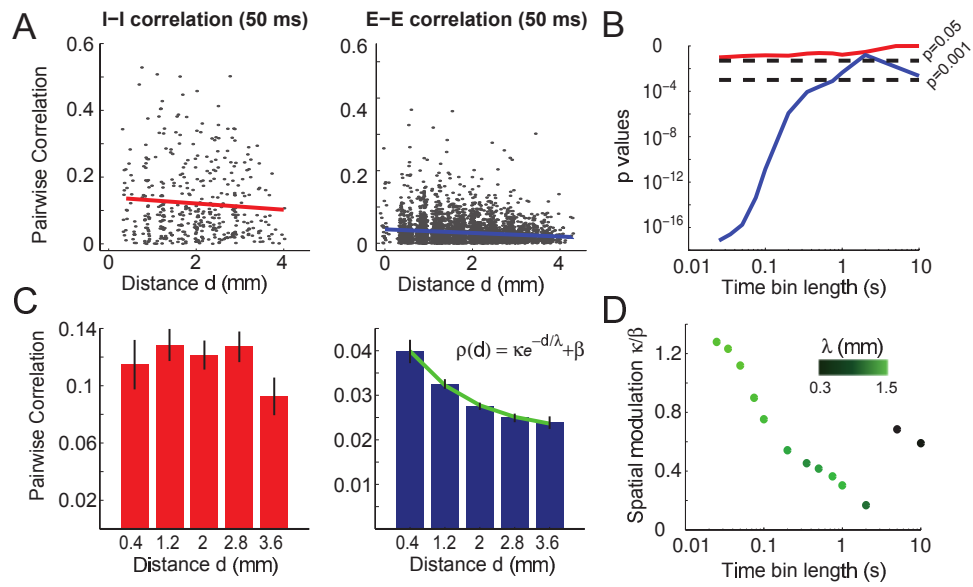 A
I−I correlation (50 ms)
E−E correlation (50 ms)
Pairwise Correlation
0.6
0.4
0.2
0
0 2 4
Distance d (mm)
0.6
0.4
0.2
0
0 2 4
Distance d (mm)
B
p values
0
10⁻⁴
10⁻⁸
10⁻¹²
10⁻¹⁶
p=0.05
p=0.001
0.01 0.1 1 10
Time bin length (s)
C
Pairwise Correlation
0.14
0.1
0.06
0.02
0.4 1.2 2 2.8 3.6
Distance d (mm)
0.04
0.03
0.02
0.01
ρ(d) = κe^{−d/λ}+β
0.4 1.2 2 2.8 3.6
Distance d (mm)
D
Spatial modulation κ/β
1.2
0.8
0.4
0
λ (mm)
0.3 1.5
0.01 0.1 1 10
Time bin length (s)